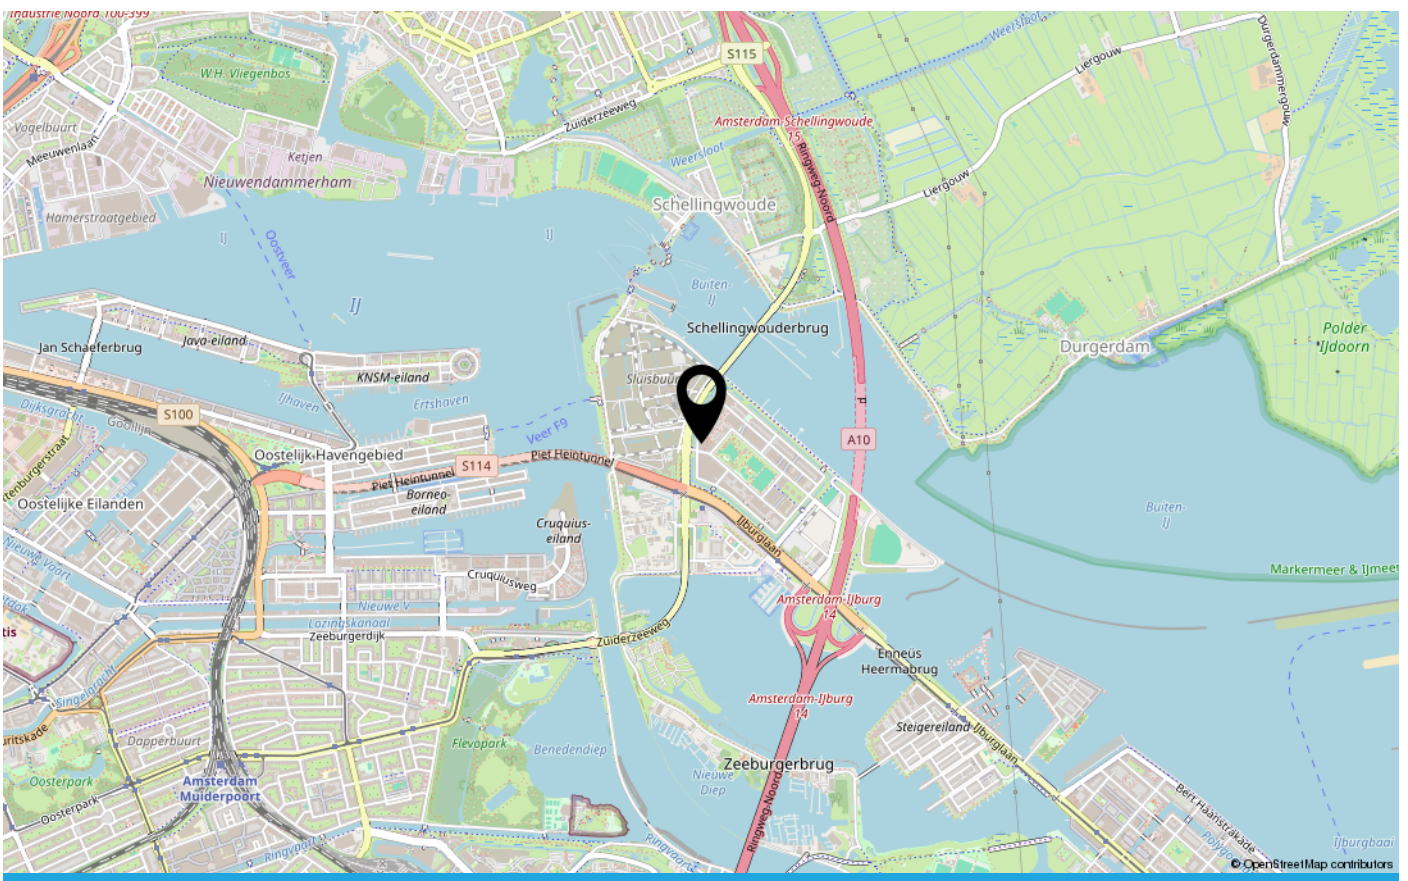 Industrie Noord 100-399
S115
Liergouw
Weersloot
Durgerdammergouw
W.H. Vliegenbos
Zuiderzeeweg
Amsterdam-Schellingwoude
15
Ringweg-Noord
Vogelbuurt
Meeuwenlaan
Ketjen
Nieuwendammerham
Weersloot
Liergouw
Schellingwoude
Hamerstraatgebied
IJ
IJ
Oostveer
Buiten-
IJ
IJ
Schellingwouderbrug
Polder
IJdoorn
Durgerdam
Jan Schaeferbrug
Java-eiland
KNSM-eiland
Sluisbuu
IJhaven
Ertshaven
Dijksgracht
S100
Veer F9
A10
Oostelijk Havengebied
S114
Piet Heintunnel
Piet Heintunnel
Borneo-
eiland
Oostelijke Eilanden
Cruquius-
eiland
IJburglaan
Buiten-
IJ
Nieuwe Vaart
Cruquiusweg
Markermeer & IJmeer
Nieuwe V
Lozingskanaal
Zeeburgerdijk
Amsterdam-IJburg
14
Zuiderzeeweg
Enneüs
Heermabrug
Singelgracht
Amsterdam-IJburg
14
Steigereiland
IJburglaan
Dapperbuurt
Flevopark
Benedendiep
Zeeburgerbrug
Nieuwe
Diep
Oosterpark
Amsterdam
Muiderpoort
Oosterpark
Ringweg-Noord
Bert Haanstrakade
Ringvaart
Ringvaart
IJburgbaai
© OpenStreetMap contributors